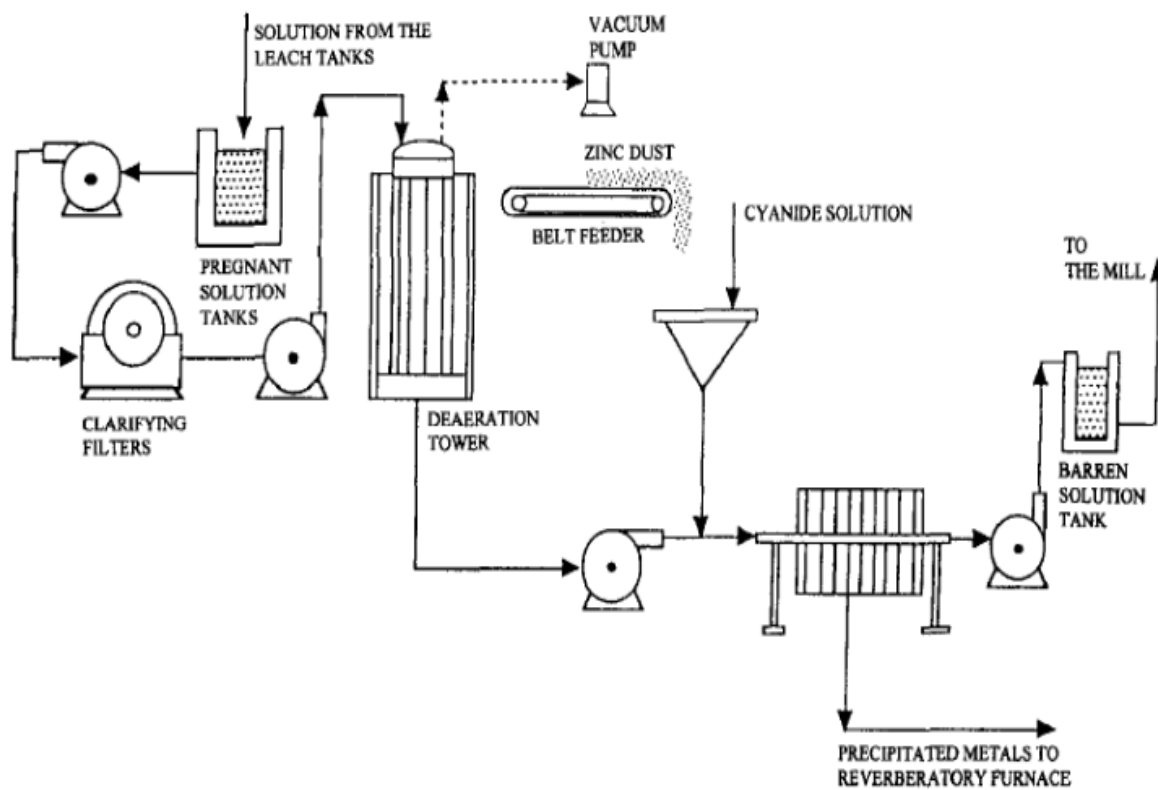 SOLUTION FROM THE
LEACH TANKS
VACUUM
PUMP
ZINC DUST
BELT FEEDER
CYANIDE SOLUTION
TO
THE MILL
PREGNANT
SOLUTION
TANKS
CLARIFYING
FILTERS
DEAERATION
TOWER
BARREN
SOLUTION
TANK
PRECIPITATED METALS TO
REVERBERATORY FURNACE